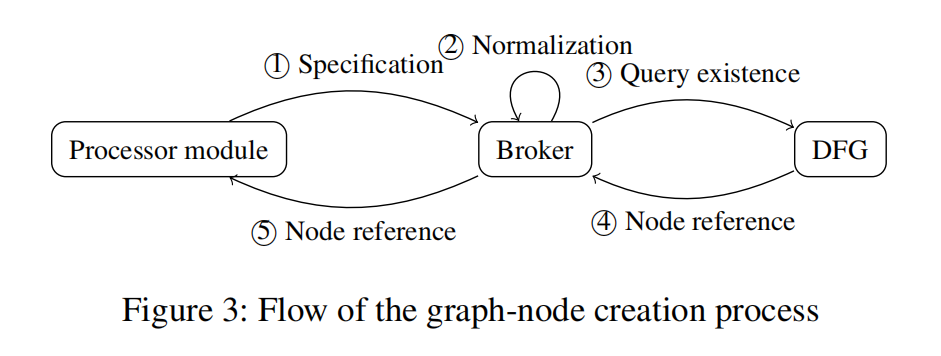 ② Normalization
① Specification
③ Query existence
Processor module
Broker
DFG
⑤ Node reference
④ Node reference
Figure 3: Flow of the graph-node creation process